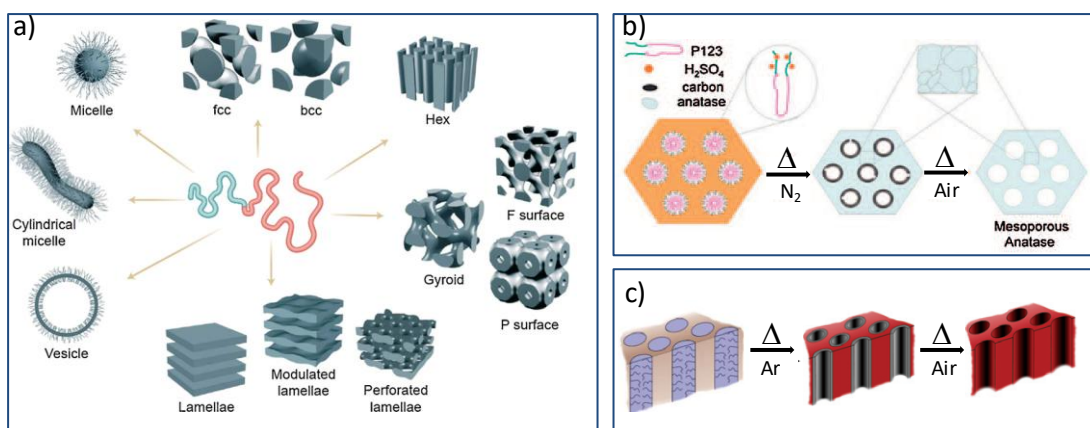 a)
Micelle
fcc
bcc
Hex
Cylindrical
micelle
F surface
Gyroid
P surface
Vesicle
Lamellae
Modulated
lamellae
Perforated
lamellae
b)
P123
H₂SO₄
carbon
anatase
Δ
N₂
Δ
Air
Mesoporous
Anatase
c)
Δ
Ar
Δ
Air